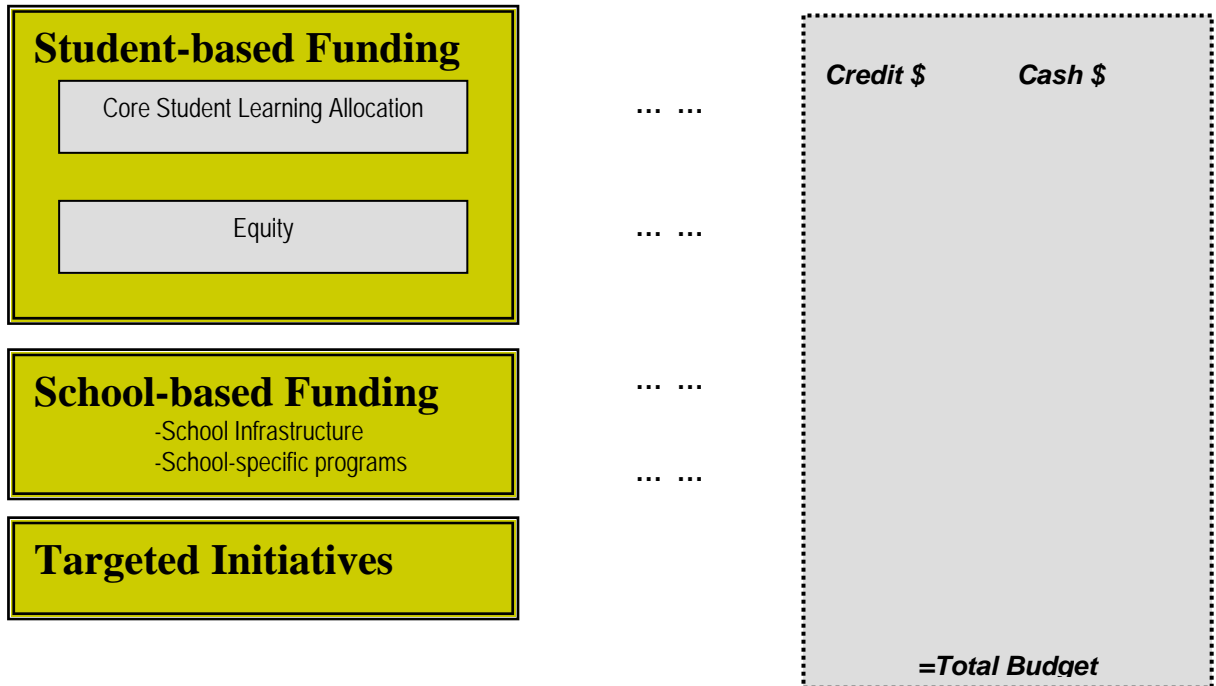 Student-based Funding
Core Student Learning Allocation
… …
Equity
… …
School-based Funding
-School Infrastructure
-School-specific programs
… …
… …
Targeted Initiatives
Credit $ Cash $
=Total Budget